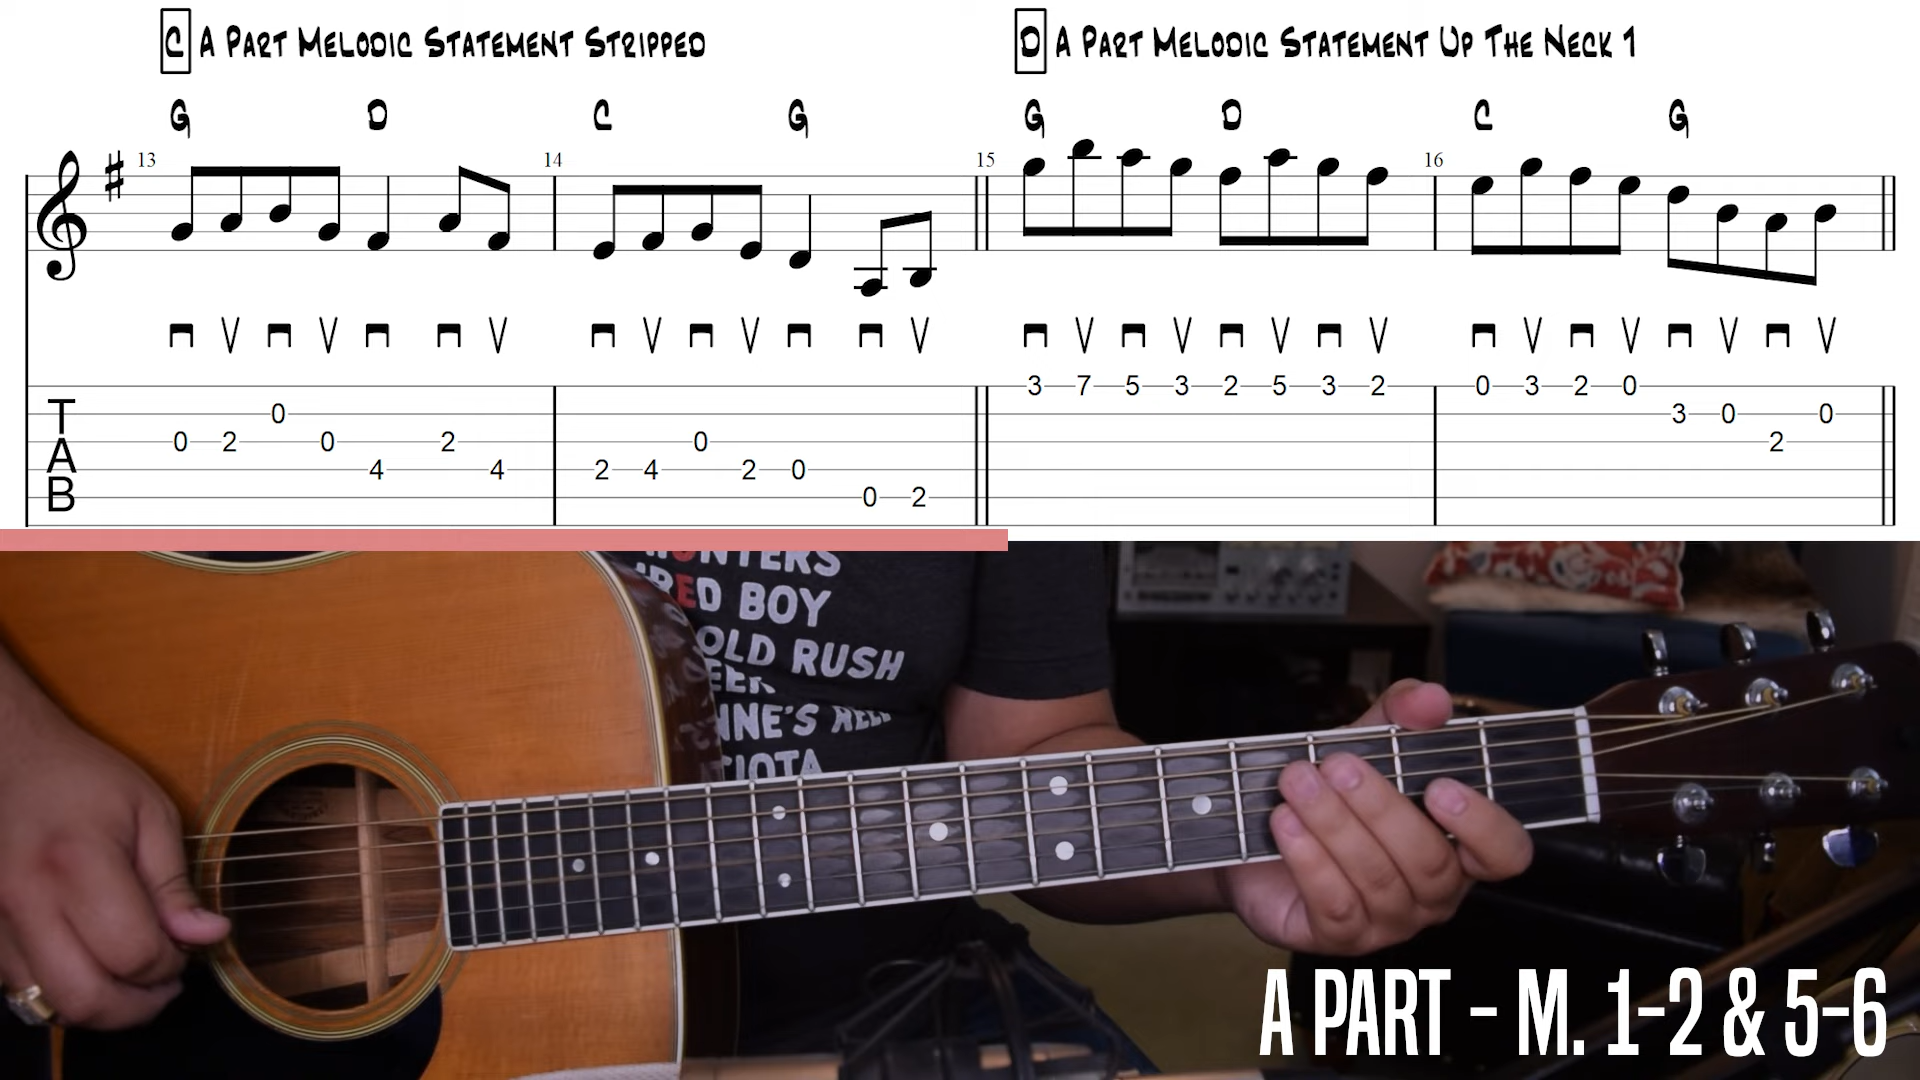 C A Part Melodic Statement Stripped D A Part Melodic Statement Up The Neck 1
G D C G G D C G
13 14 15 16
3 7 5 3 2 5 3 2 0 3 2 0
T 0 3 0 0
A 0 2 0 2 0 2
B 4 4 2 4 2 0
0 2
ONTERS
RED BOY
OLD RUSH
NNE'S
A PART - M. 1-2 & 5-6